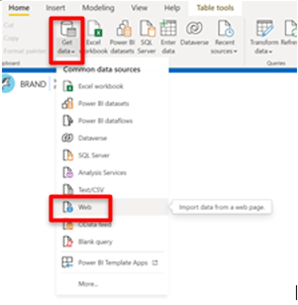 Home Insert Modeling View Help Table tools
Cut
Copy
Format painter
Get data
Excel workbook
Power BI datasets
SQL Server
Enter data
Dataverse
Recent sources
Transform data
Refre
pboard
Queries
BRAND
Common data sources
Excel workbook
Power BI datasets
Power BI dataflows
Dataverse
SQL Server
Analysis Services
Text/CSV
Web
Import data from a web page.
OData feed
Blank query
Power BI Template Apps
More...